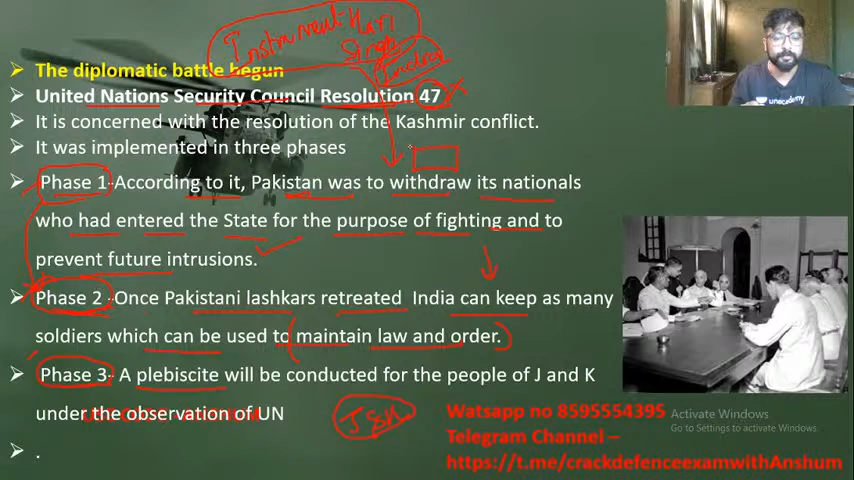 Instrument Hari
Singh
India
The diplomatic battle begun
United Nations Security Council Resolution 47
It is concerned with the resolution of the Kashmir conflict.
It was implemented in three phases
Phase 1-According to it, Pakistan was to withdraw its nationals
who had entered the State for the purpose of fighting and to
prevent future intrusions.
Phase 2 -Once Pakistani lashkars retreated India can keep as many
soldiers which can be used to maintain law and order.
Phase 3- A plebiscite will be conducted for the people of J and K
under the observation of UN
.
J&K
Watsapp no 8595554395
Telegram Channel –
https://t.me/crackdefenceexamwithAnshum
Activate Windows
Go to Settings to activate Windows.
unacademy